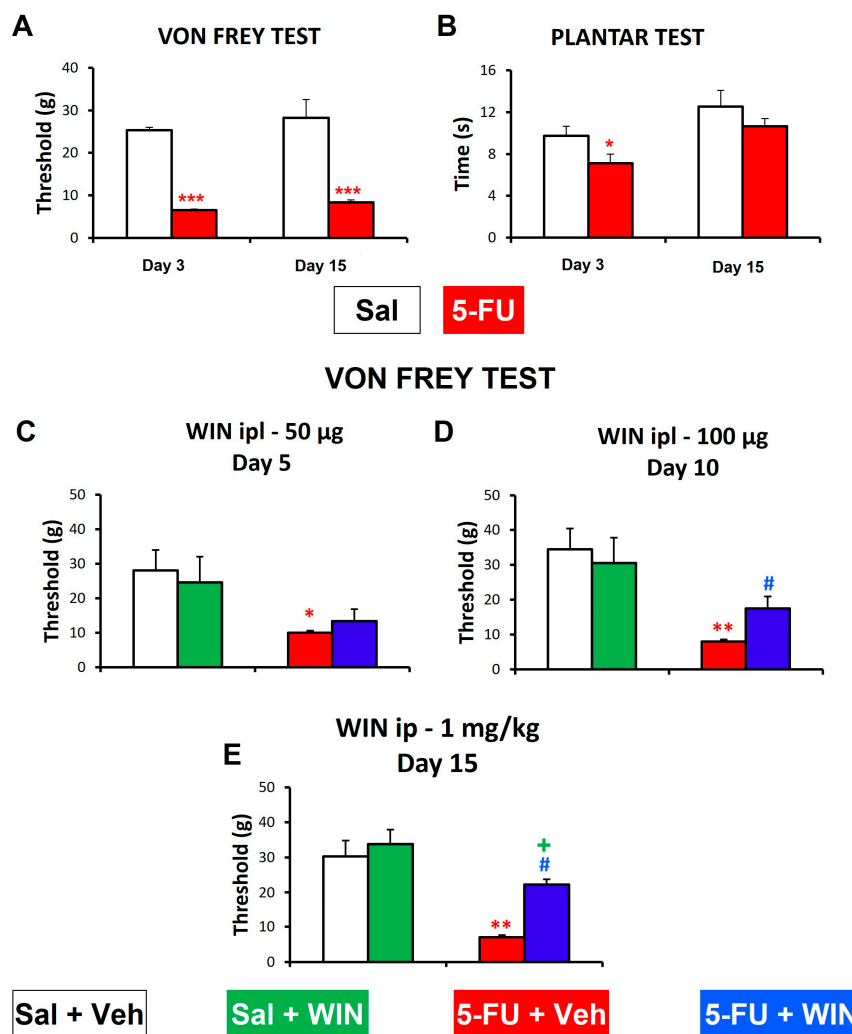 A
VON FREY TEST
Threshold (g)
40
30
20
10
0
***
***
Day 3
Day 15
B
PLANTAR TEST
Time (s)
16
12
8
4
0
*
Day 3
Day 15
Sal
5-FU
VON FREY TEST
C
WIN ipl - 50 µg
Day 5
Threshold (g)
50
40
30
20
10
0
*
D
WIN ipl - 100 µg
Day 10
Threshold (g)
50
40
30
20
10
0
**
#
E
WIN ip - 1 mg/kg
Day 15
Threshold (g)
50
40
30
20
10
0
**
+
#
Sal + Veh
Sal + WIN
5-FU + Veh
5-FU + WIN